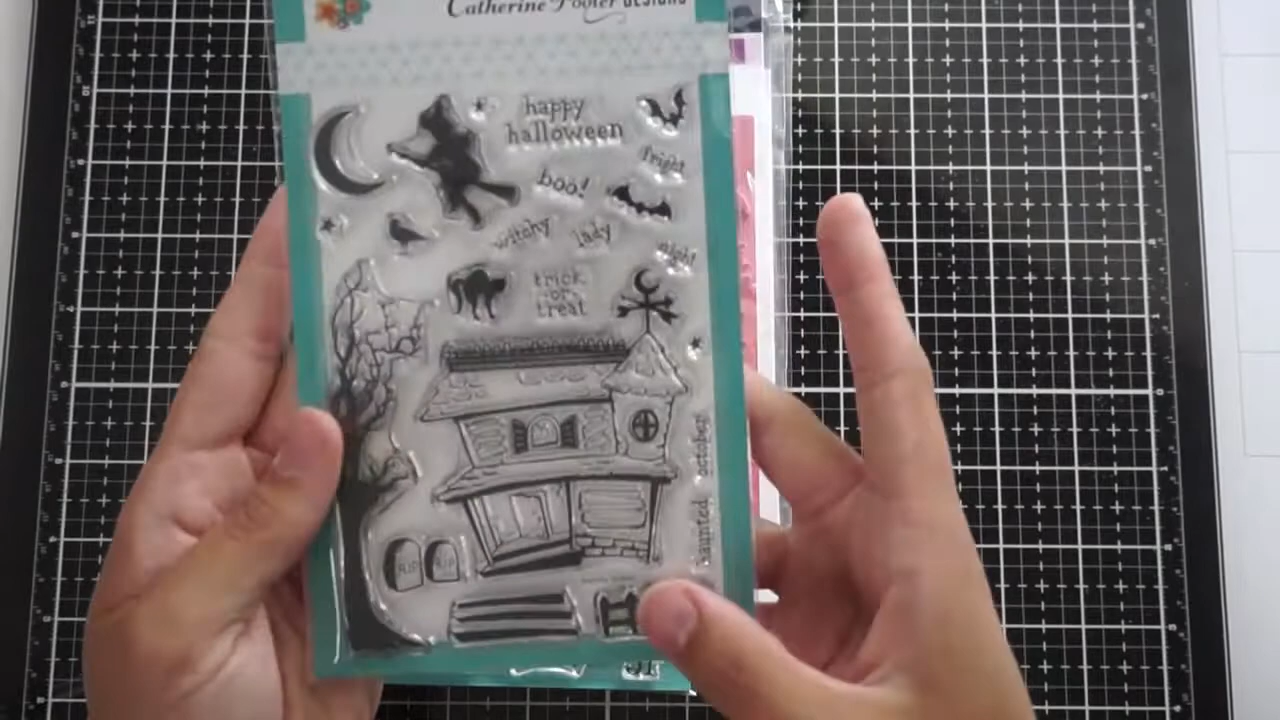 Catherine Pooler DESIGNS
happy
halloween
fright
boo!
witchy
lady
night
trick
or
treat
october
haunted
RIP
RIP